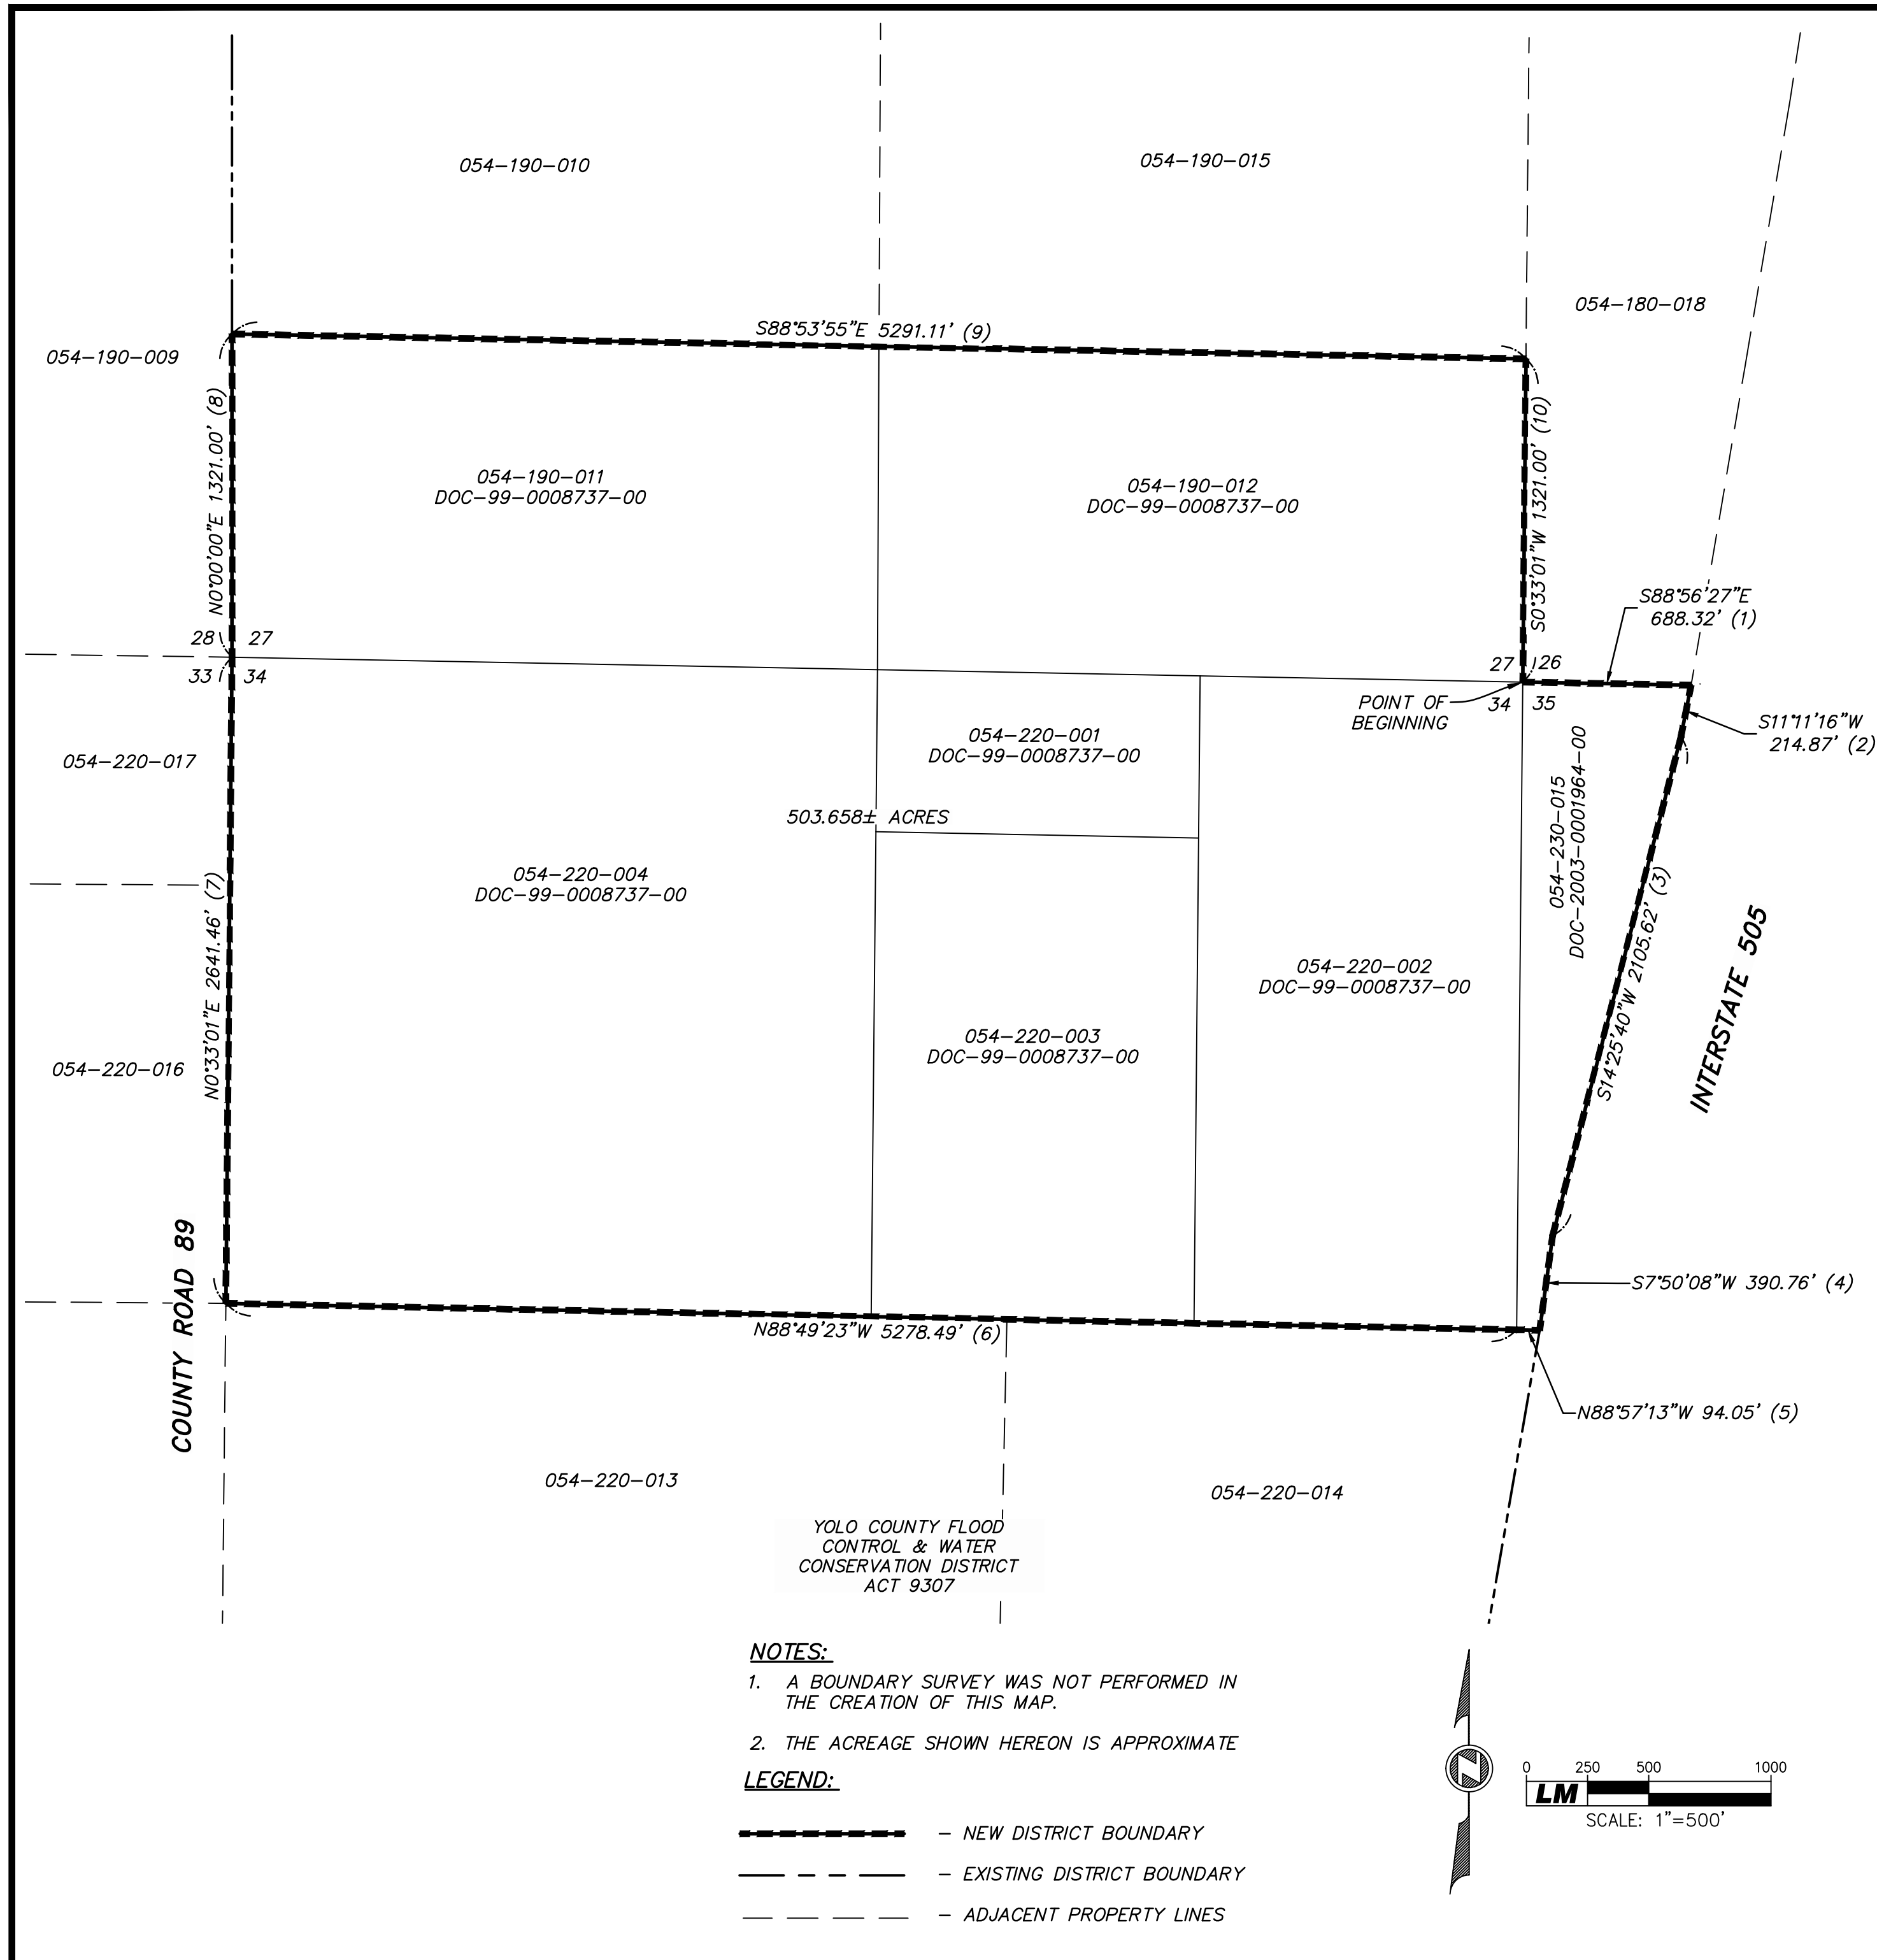 054-190-010
054-190-015
054-180-018
054-190-009
S88°53'55"E 5291.11' (9)
N0°00'00"E 1321.00' (8)
S0°33'01"W 1321.00' (10)
054-190-011
DOC-99-0008737-00
054-190-012
DOC-99-0008737-00
S88°56'27"E
688.32' (1)
28
27
33
34
27
26
34
35
POINT OF
BEGINNING
S11°11'16"W
214.87' (2)
054-220-017
054-220-001
DOC-99-0008737-00
503.658± ACRES
054-230-015
DOC-2003-0001964-00
054-220-004
DOC-99-0008737-00
N0°33'01"E 2641.46' (7)
S14°25'40"W 2105.62' (3)
INTERSTATE 505
054-220-002
DOC-99-0008737-00
054-220-003
DOC-99-0008737-00
054-220-016
COUNTY ROAD 89
S7°50'08"W 390.76' (4)
N88°49'23"W 5278.49' (6)
N88°57'13"W 94.05' (5)
054-220-013
054-220-014
YOLO COUNTY FLOOD
CONTROL & WATER
CONSERVATION DISTRICT
ACT 9307
NOTES:
1. A BOUNDARY SURVEY WAS NOT PERFORMED IN
THE CREATION OF THIS MAP.
2. THE ACREAGE SHOWN HEREON IS APPROXIMATE
LEGEND:
– NEW DISTRICT BOUNDARY
– EXISTING DISTRICT BOUNDARY
– ADJACENT PROPERTY LINES
N
0 250 500 1000
LM
SCALE: 1"=500'